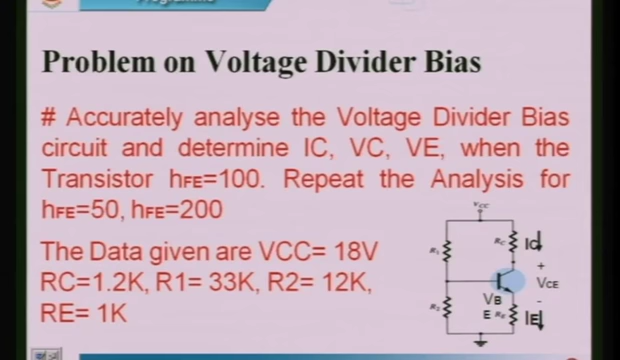 Programme
Problem on Voltage Divider Bias
# Accurately analyse the Voltage Divider Bias
circuit and determine IC, VC, VE, when the
Transistor hFE=100. Repeat the Analysis for
hFE=50, hFE=200
The Data given are VCC= 18V
RC=1.2K, R1= 33K, R2= 12K,
RE= 1K
VCC
R1
RC
IC
+
VCE
-
R2
VB
E
RE
IE